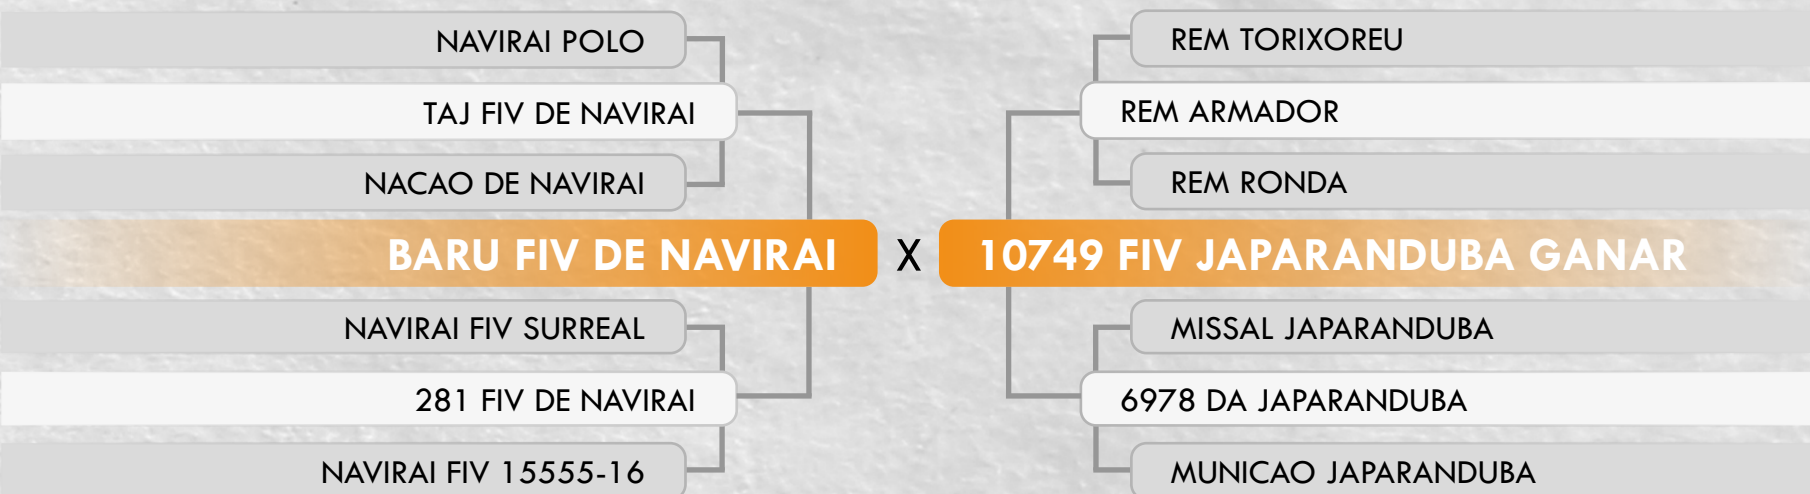 NAVIRAI POLO
TAJ FIV DE NAVIRAI
NACAO DE NAVIRAI
BARU FIV DE NAVIRAI
NAVIRAI FIV SURREAL
281 FIV DE NAVIRAI
NAVIRAI FIV 15555-16
X
REM TORIXOREU
REM ARMADOR
REM RONDA
10749 FIV JAPARANDUBA GANAR
MISSAL JAPARANDUBA
6978 DA JAPARANDUBA
MUNICAO JAPARANDUBA